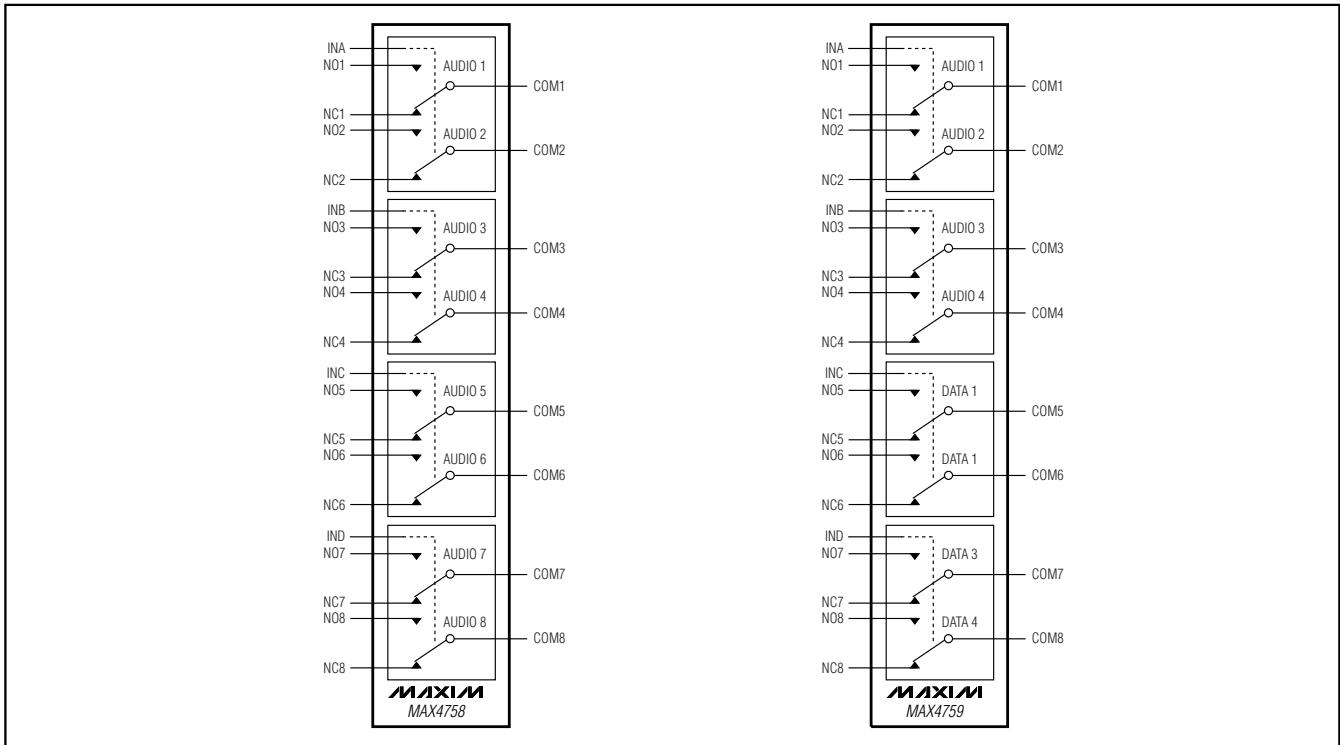 INA
NO1
AUDIO 1
COM1
NC1
NO2
AUDIO 2
COM2
NC2
INB
NO3
AUDIO 3
COM3
NC3
NO4
AUDIO 4
COM4
NC4
INC
NO5
AUDIO 5
COM5
NC5
NO6
AUDIO 6
COM6
NC6
IND
NO7
AUDIO 7
COM7
NC7
NO8
AUDIO 8
COM8
NC8
MAXIM
MAX4758
INA
NO1
AUDIO 1
COM1
NC1
NO2
AUDIO 2
COM2
NC2
INB
NO3
AUDIO 3
COM3
NC3
NO4
AUDIO 4
COM4
NC4
INC
NO5
DATA 1
COM5
NC5
NO6
DATA 1
COM6
NC6
IND
NO7
DATA 3
COM7
NC7
NO8
DATA 4
COM8
NC8
MAXIM
MAX4759